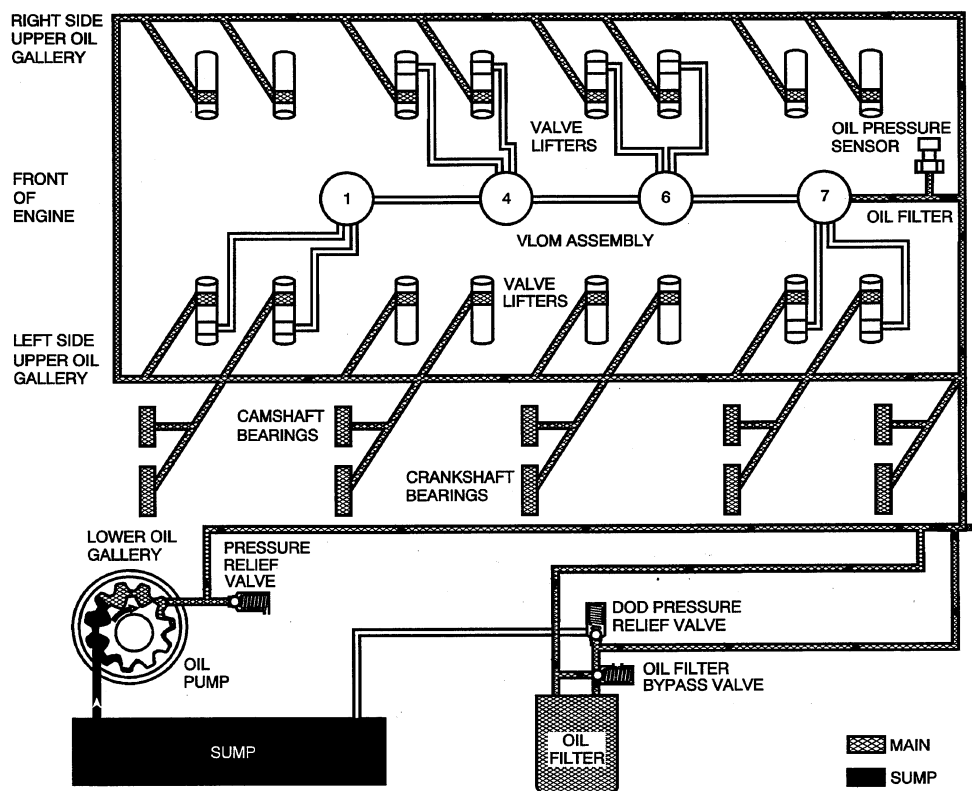 RIGHT SIDE
UPPER OIL
GALLERY
VALVE
LIFTERS
OIL PRESSURE
SENSOR
FRONT
OF
ENGINE
1
4
6
7
OIL FILTER
VLOM ASSEMBLY
VALVE
LIFTERS
LEFT SIDE
UPPER OIL
GALLERY
CAMSHAFT
BEARINGS
CRANKSHAFT
BEARINGS
LOWER OIL
GALLERY
PRESSURE
RELIEF
VALVE
DOD PRESSURE
RELIEF VALVE
OIL
PUMP
OIL FILTER
BYPASS VALVE
SUMP
OIL
FILTER
MAIN
SUMP